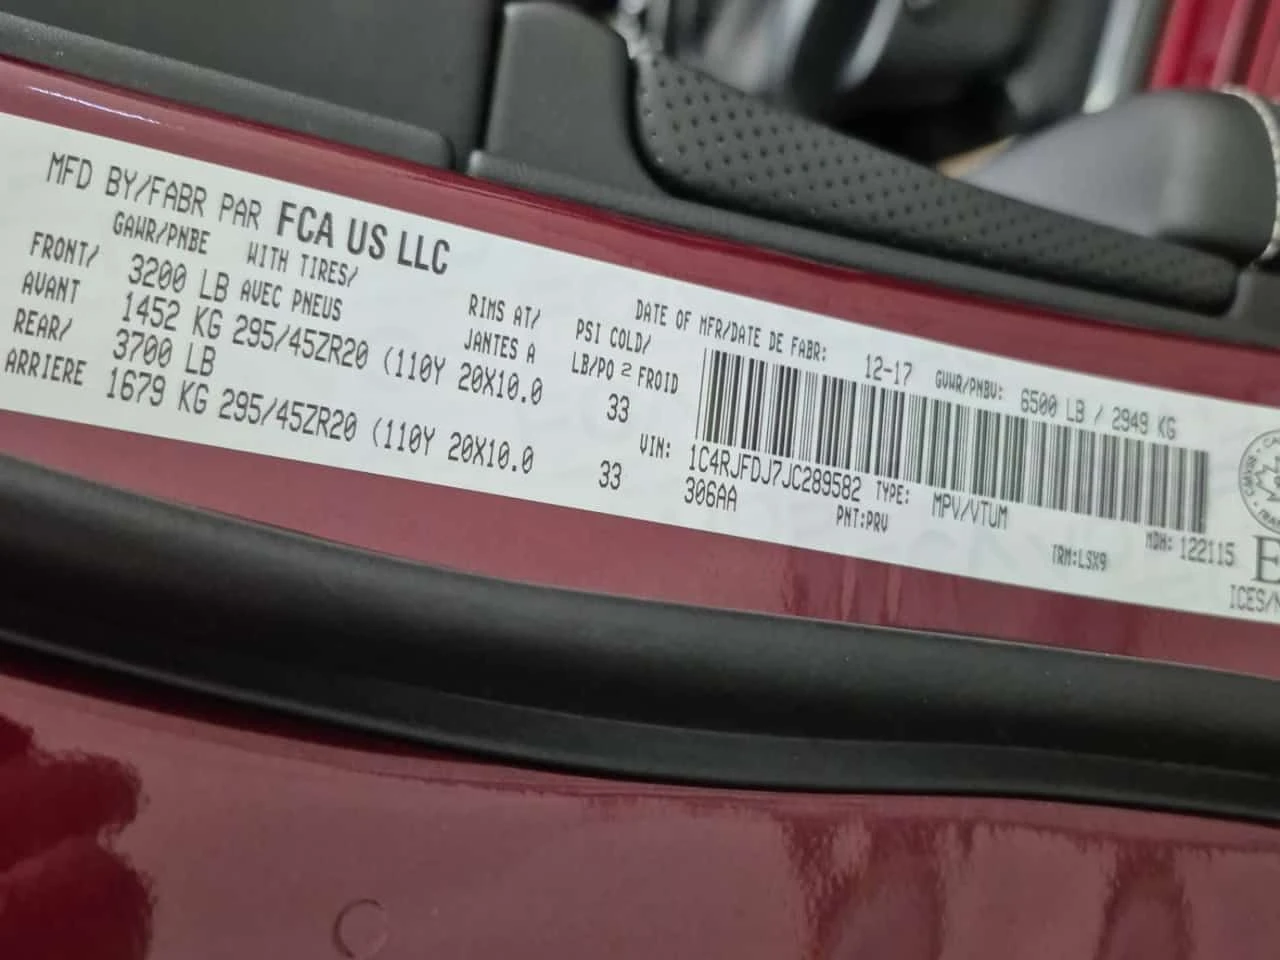 MFD BY/FABR PAR FCA US LLC
DATE OF MFR/DATE DE FABR: 12-17 GVWR/PNBV: 6500 LB / 2949 KG
GAWR/PNBE WITH TIRES/ RIMS AT/ PSI COLD/
AVEC PNEUS JANTES A LB/PO 2 FROID
FRONT/ 3200 LB
AVANT 1452 KG 295/45ZR20 (110Y 20X10.0 33
REAR/ 3700 LB
ARRIERE 1679 KG 295/45ZR20 (110Y 20X10.0 33
VIN: 1C4RJFDJ7JC289582 TYPE: MPV/VTUM MDH: 122115
306AA PNT:PRV TRM:LSX9
ICES/